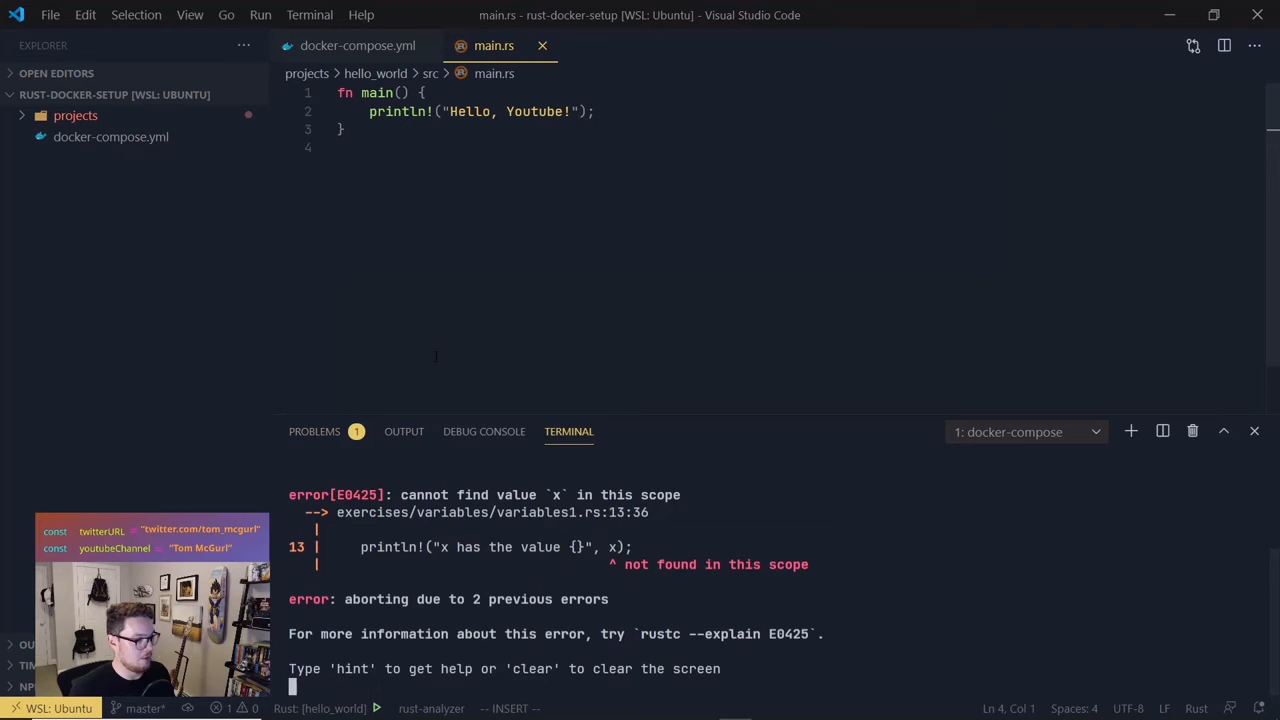 File Edit Selection View Go Run Terminal Help
main.rs - rust-docker-setup [WSL: Ubuntu] - Visual Studio Code
EXPLORER
OPEN EDITORS
RUST-DOCKER-SETUP [WSL: UBUNTU]
projects
docker-compose.yml
docker-compose.yml
main.rs
projects > hello_world > src > main.rs
1 fn main() {
2 println!("Hello, Youtube!");
3 }
4
PROBLEMS 1 OUTPUT DEBUG CONSOLE TERMINAL
1: docker-compose
error[E0425]: cannot find value `x` in this scope
--> exercises/variables/variables1.rs:13:36
|
13 | println!("x has the value {}", x);
| ^ not found in this scope
error: aborting due to 2 previous errors
For more information about this error, try `rustc --explain E0425`.
Type 'hint' to get help or 'clear' to clear the screen
const twitterURL = "twitter.com/tom_mcgurl"
const youtubeChannel = "Tom McGurl"
OU
TIM
NP
WSL: Ubuntu master* 1 0 Rust: [hello_world] rust-analyzer -- INSERT --
Ln 4, Col 1 Spaces: 4 UTF-8 LF Rust